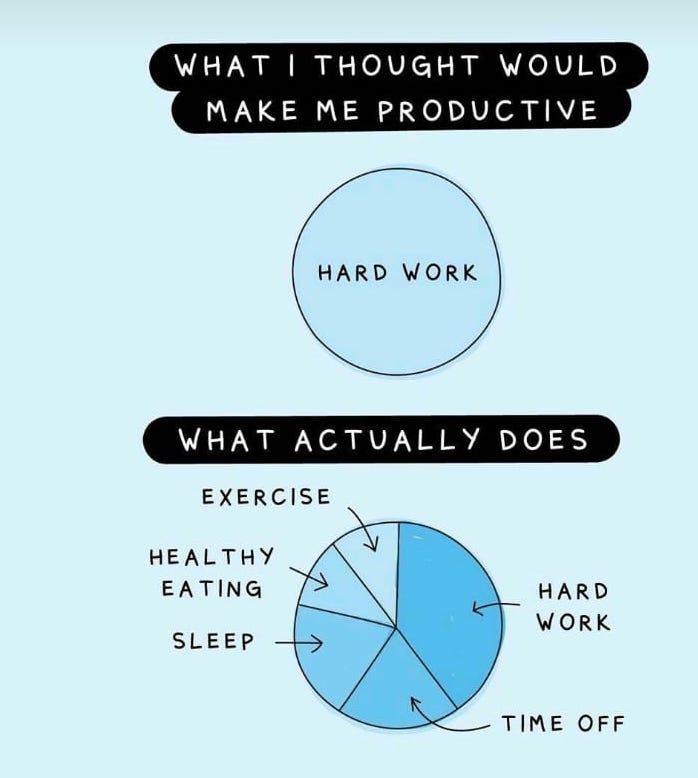 WHAT I THOUGHT WOULD
MAKE ME PRODUCTIVE
HARD WORK
WHAT ACTUALLY DOES
EXERCISE
HEALTHY
EATING
SLEEP
HARD
WORK
TIME OFF